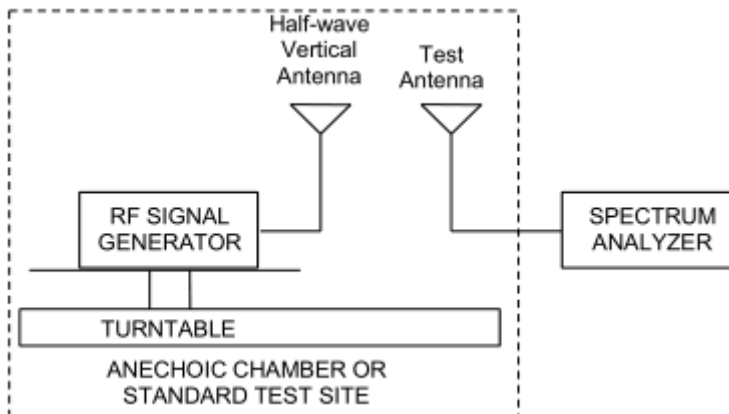 Half-wave
Vertical
Antenna
Test
Antenna
RF SIGNAL
GENERATOR
SPECTRUM
ANALYZER
TURNTABLE
ANECHOIC CHAMBER OR
STANDARD TEST SITE